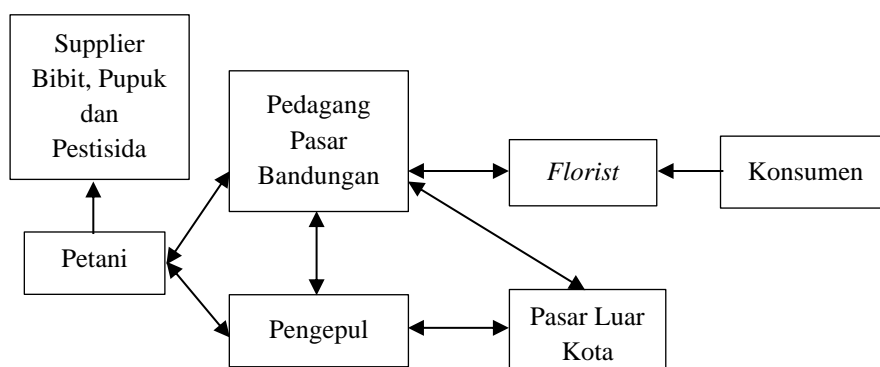 Supplier
Bibit, Pupuk
dan
Pestisida
Pedagang
Pasar
Bandungan
Florist
Konsumen
Petani
Pengepul
Pasar Luar
Kota